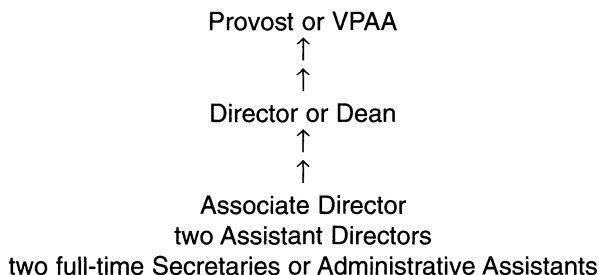 Provost or VPAA
↑
↑
Director or Dean
↑
↑
Associate Director
two Assistant Directors
two full-time Secretaries or Administrative Assistants